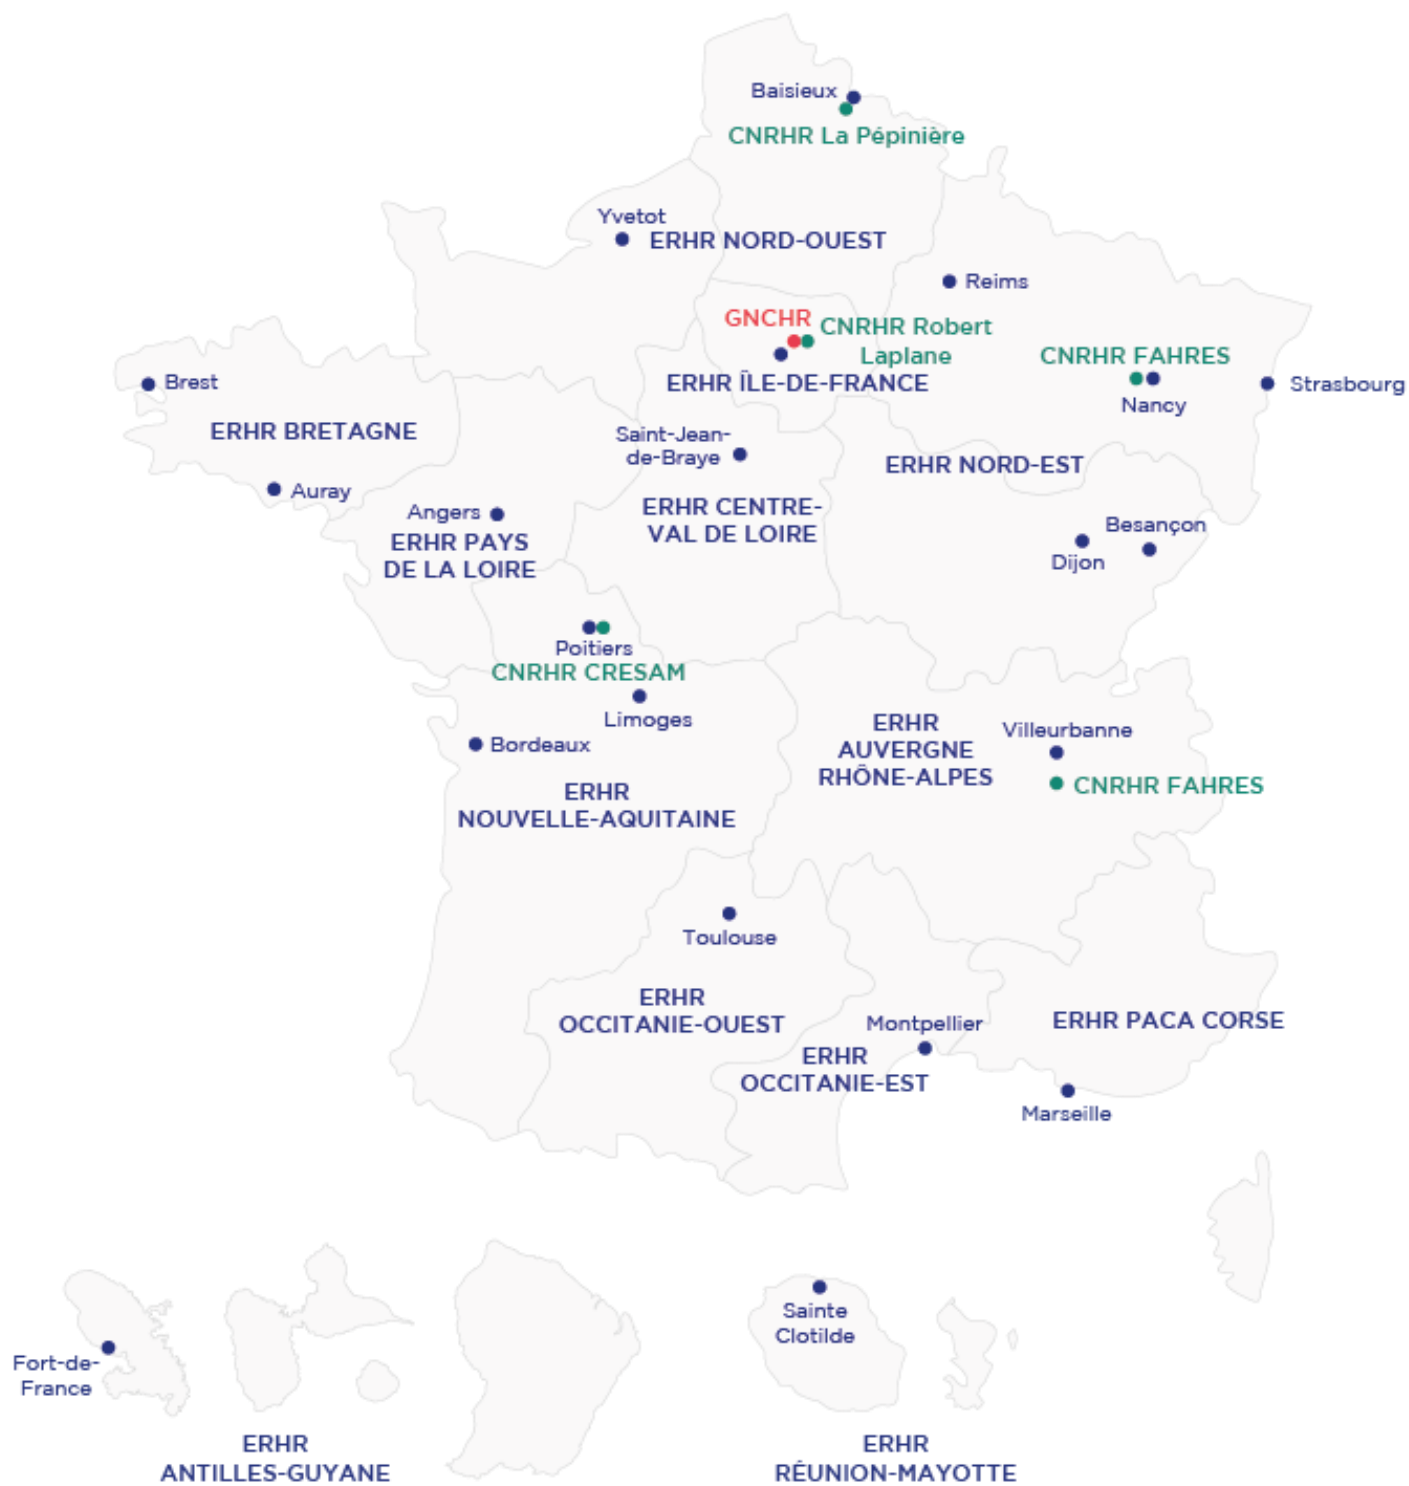 Baisieux
CNRHR La Pépinière
Yvetot
ERHR NORD-OUEST
Reims
GNCHR
CNRHR Robert
Laplane
ERHR ÎLE-DE-FRANCE
CNRHR FAHRES
Nancy
Strasbourg
Brest
ERHR BRETAGNE
Auray
Saint-Jean-
de-Braye
ERHR NORD-EST
ERHR CENTRE-
VAL DE LOIRE
Angers
ERHR PAYS
DE LA LOIRE
Besançon
Dijon
Poitiers
CNRHR CRESAM
Limoges
Bordeaux
ERHR
NOUVELLE-AQUITAINE
ERHR
AUVERGNE
RHÔNE-ALPES
Villeurbanne
CNRHR FAHRES
Toulouse
ERHR
OCCITANIE-OUEST
Montpellier
ERHR
OCCITANIE-EST
ERHR PACA CORSE
Marseille
Fort-de-
France
ERHR
ANTILLES-GUYANE
Sainte
Clotilde
ERHR
RÉUNION-MAYOTTE